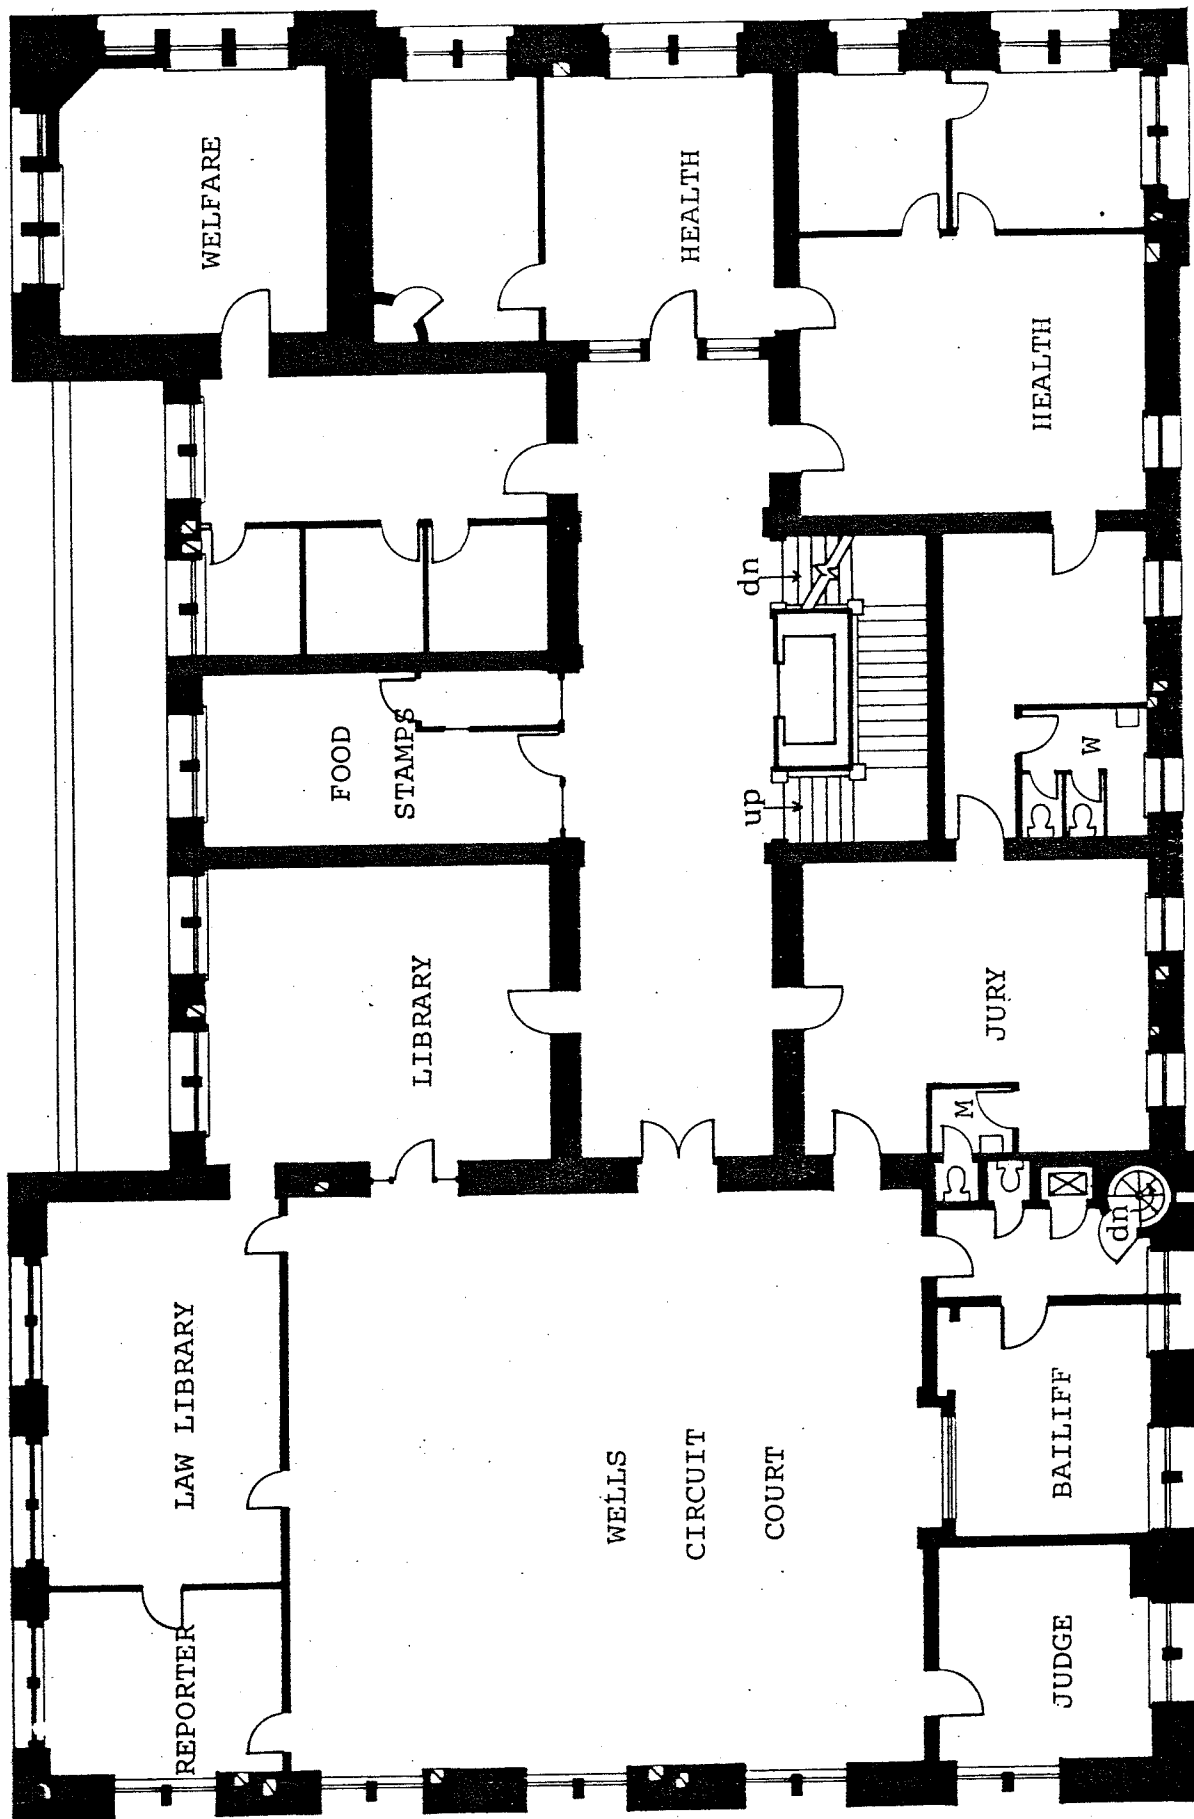 WELFARE
HEALTH
HEALTH
dn
up
FOOD
STAMPS
W
LIBRARY
JURY
M
dn
LAW LIBRARY
WELLS
CIRCUIT
COURT
BAILIFF
REPORTER
JUDGE